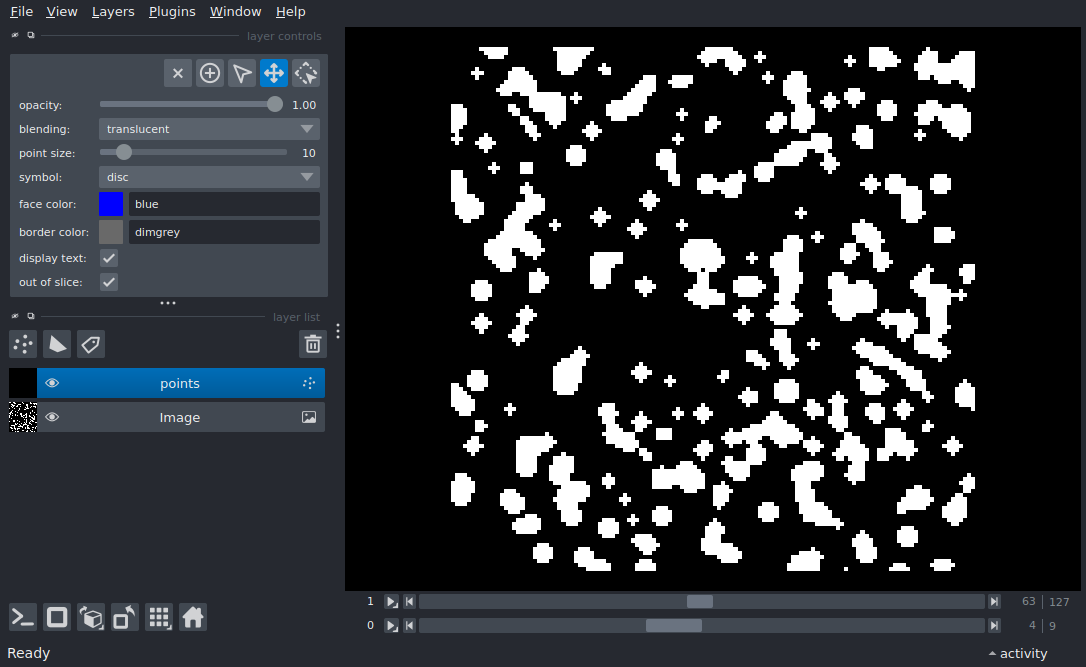 File View Layers Plugins Window Help
layer controls
opacity: 1.00
blending: translucent
point size: 10
symbol: disc
face color: blue
border color: dimgrey
display text:
out of slice:
layer list
points
Image
1 63 127
0 4 9
Ready activity